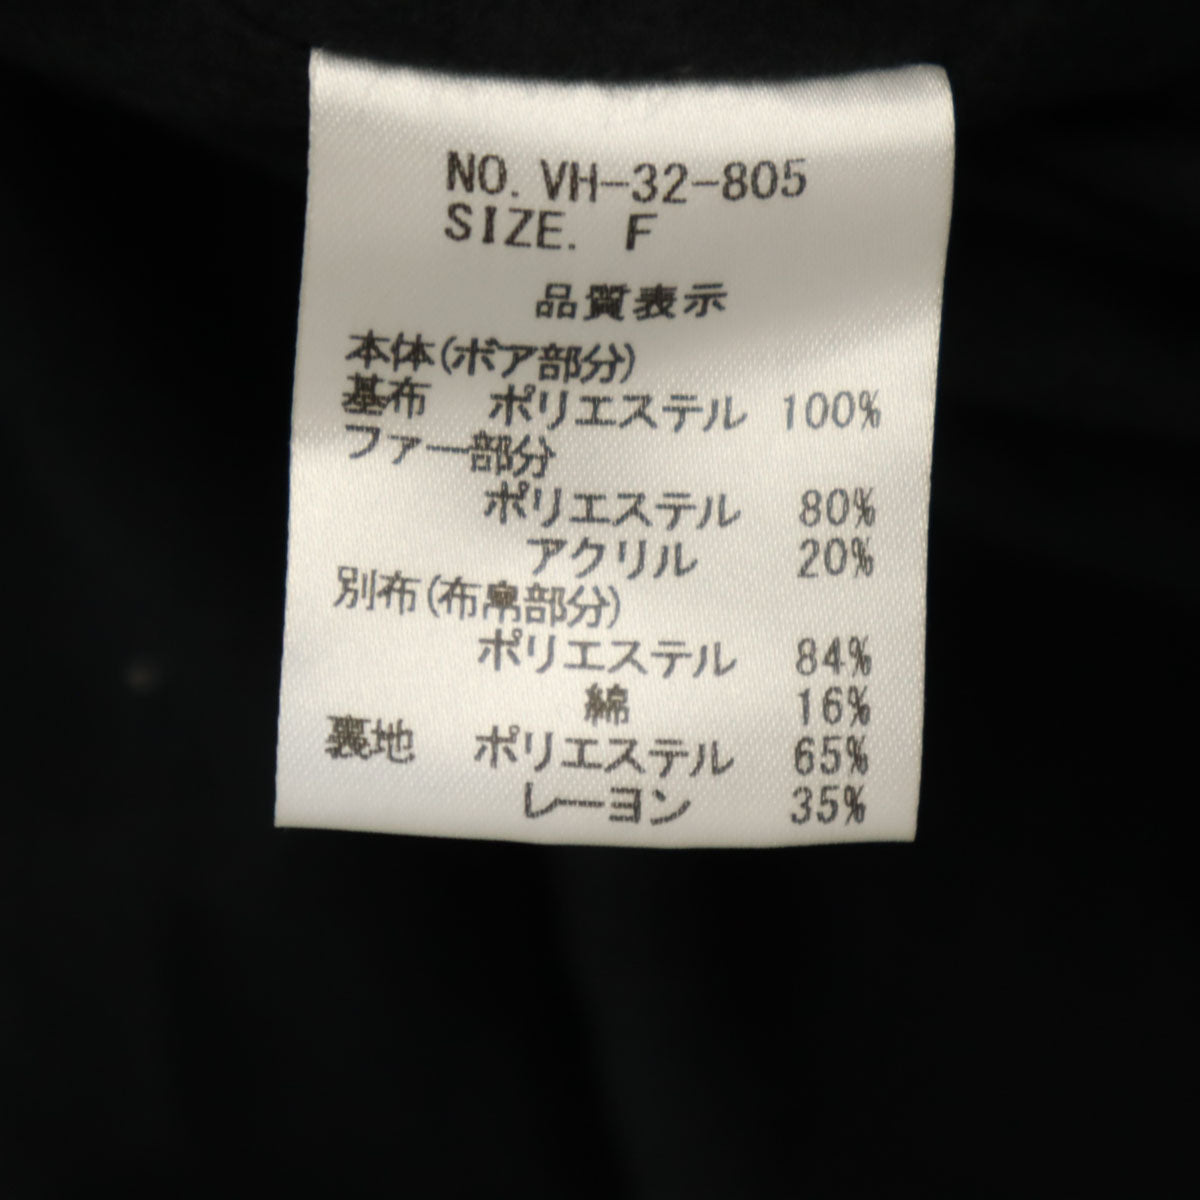 NO. VH-32-805
SIZE. F
品質表示
本体(ボア部分)
基布 ポリエステル 100%
ファー部分
ポリエステル 80%
アクリル 20%
別布(布帛部分)
ポリエステル 84%
綿 16%
裏地 ポリエステル 65%
レーヨン 35%